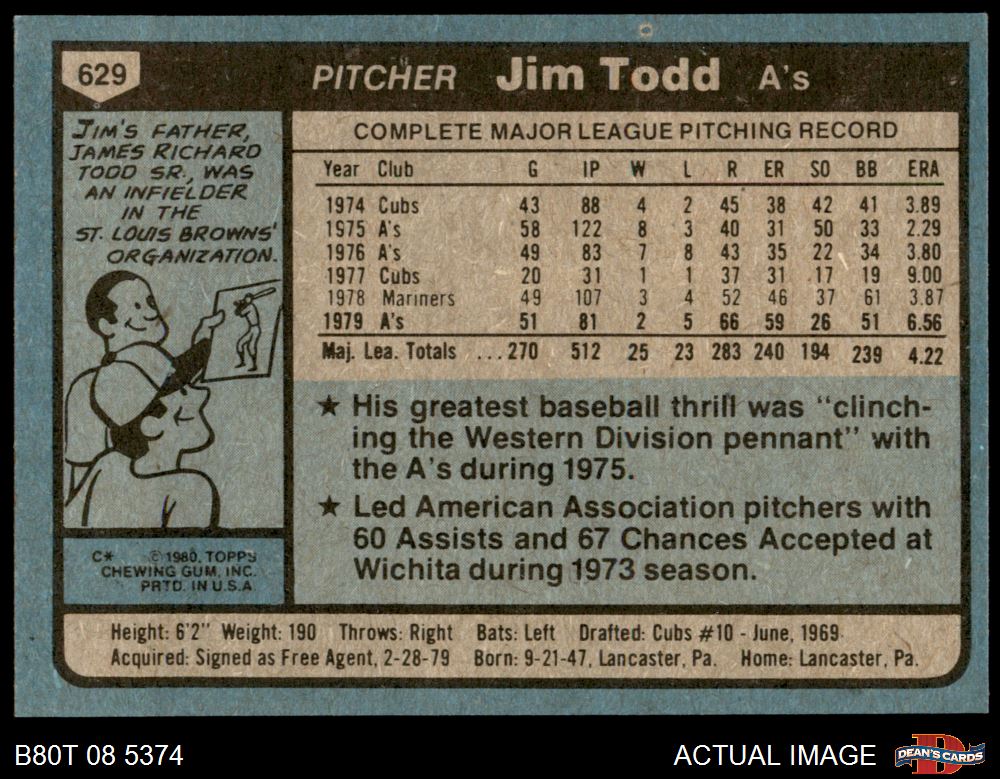 629
PITCHER Jim Todd A's
JIM'S FATHER,
JAMES RICHARD
TODD SR., WAS
AN INFIELDER
IN THE
ST. LOUIS BROWNS'
ORGANIZATION.
C* © 1980, TOPPS
CHEWING GUM, INC.
PRTD. IN U.S.A.
COMPLETE MAJOR LEAGUE PITCHING RECORD
Year Club G IP W L R ER SO BB ERA
1974 Cubs 43 88 4 2 45 38 42 41 3.89
1975 A's 58 122 8 3 40 31 50 33 2.29
1976 A's 49 83 7 8 43 35 22 34 3.80
1977 Cubs 20 31 1 1 37 31 17 19 9.00
1978 Mariners 49 107 3 4 52 46 37 61 3.87
1979 A's 51 81 2 5 66 59 26 51 6.56
Maj. Lea. Totals ...270 512 25 23 283 240 194 239 4.22
★ His greatest baseball thrill was "clinch-
ing the Western Division pennant" with
the A's during 1975.
★ Led American Association pitchers with
60 Assists and 67 Chances Accepted at
Wichita during 1973 season.
Height: 6'2" Weight: 190 Throws: Right Bats: Left Drafted: Cubs #10 - June, 1969
Acquired: Signed as Free Agent, 2-28-79 Born: 9-21-47, Lancaster, Pa. Home: Lancaster, Pa.
B80T 08 5374 ACTUAL IMAGE DEAN'S CARDS